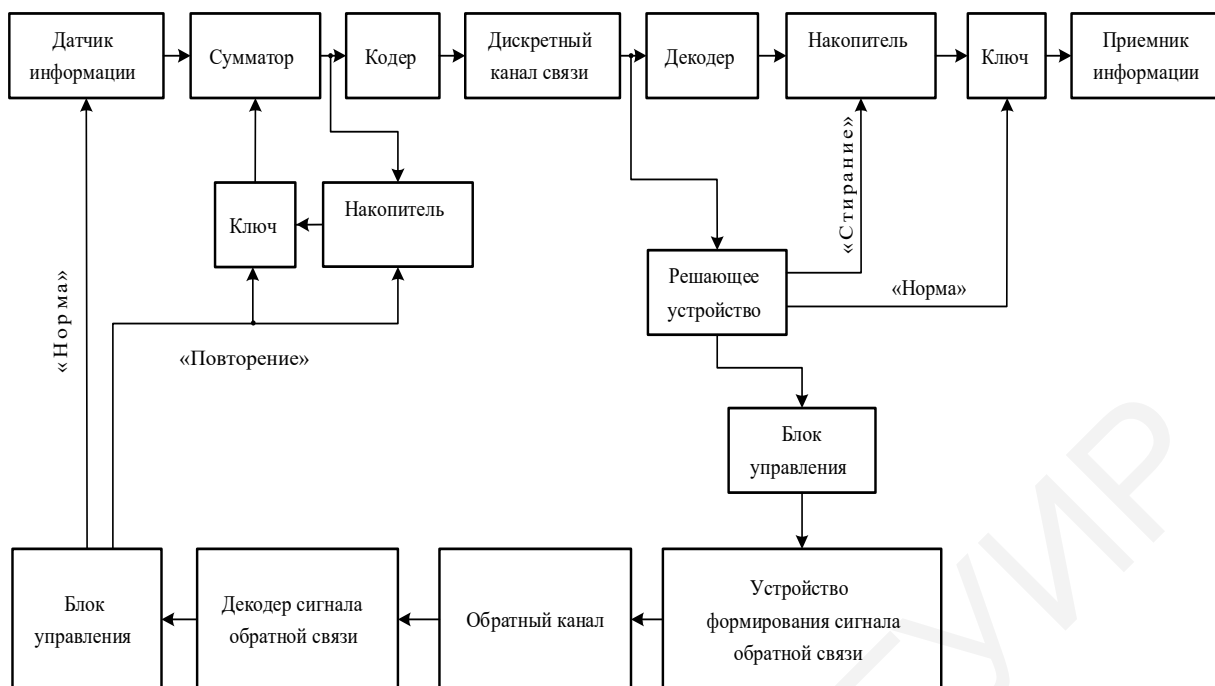 Датчик
информации
Сумматор
Кодер
Дискретный
канал связи
Декодер
Накопитель
Ключ
Приемник
информации
Ключ
Накопитель
«Стирание»
Решающее
устройство
«Норма»
«Норма»
«Повторение»
Блок
управления
Блок
управления
Декодер сигнала
обратной связи
Обратный канал
Устройство
формирования сигнала
обратной связи
ГУИР